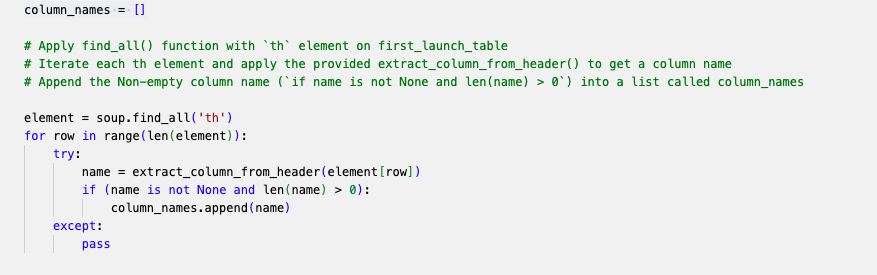 column_names = []
# Apply find_all() function with `th` element on first_launch_table
# Iterate each th element and apply the provided extract_column_from_header() to get a column name
# Append the Non-empty column name (`if name is not None and len(name) > 0`) into a list called column_names
element = soup.find_all('th')
for row in range(len(element)):
    try:
        name = extract_column_from_header(element[row])
        if (name is not None and len(name) > 0):
            column_names.append(name)
    except:
        pass